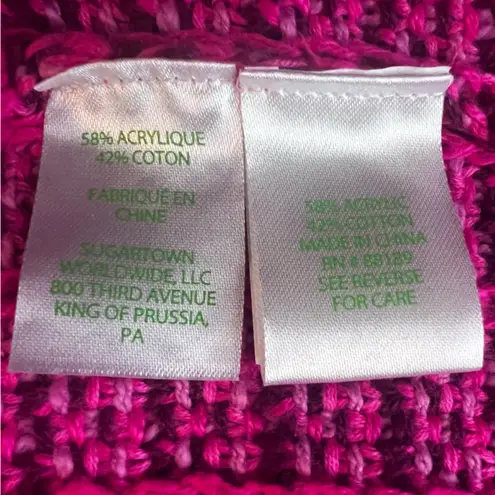 58% ACRYLIQUE
42% COTON
FABRIQUÉ EN
CHINE
SUGARTOWN
WORLDWIDE, LLC
800 THIRD AVENUE
KING OF PRUSSIA,
PA
58% ACRYLIC
42% COTTON
MADE IN CHINA
RN # 88189
SEE REVERSE
FOR CARE